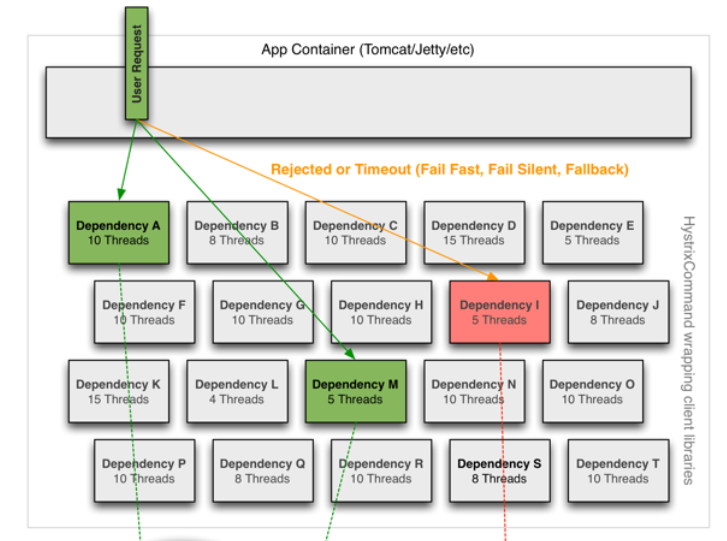 User Request
App Container (Tomcat/Jetty/etc)
Rejected or Timeout (Fail Fast, Fail Silent, Fallback)
Dependency A
10 Threads
Dependency B
8 Threads
Dependency C
10 Threads
Dependency D
15 Threads
Dependency E
5 Threads
Dependency F
10 Threads
Dependency G
10 Threads
Dependency H
10 Threads
Dependency I
5 Threads
Dependency J
8 Threads
Dependency K
15 Threads
Dependency L
4 Threads
Dependency M
5 Threads
Dependency N
10 Threads
Dependency O
10 Threads
Dependency P
10 Threads
Dependency Q
8 Threads
Dependency R
10 Threads
Dependency S
8 Threads
Dependency T
10 Threads
HystrixCommand wrapping client libraries